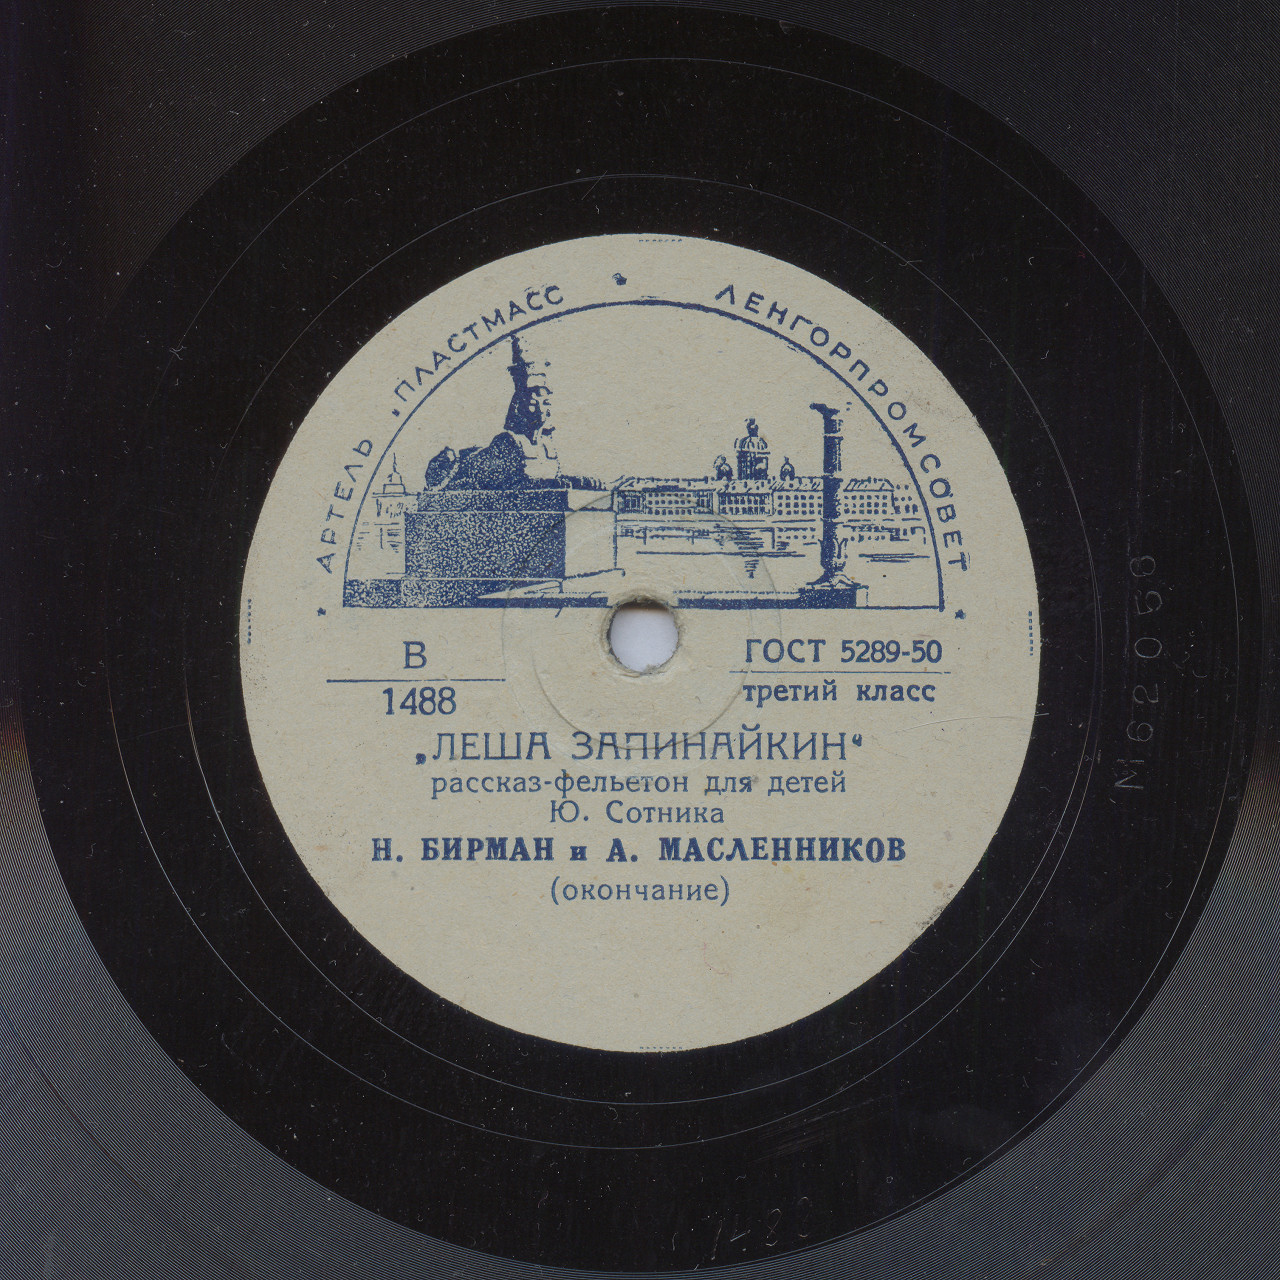 АРТЕЛЬ „ПЛАСТМАСС * ЛЕНГОРПРОМСОВЕТ
В
1488
ГОСТ 5289-50
третий класс
„ЛЕША ЗАПИНАЙКИН“
рассказ-фельетон для детей
Ю. Сотника
Н. БИРМАН и А. МАСЛЕННИКОВ
(окончание)